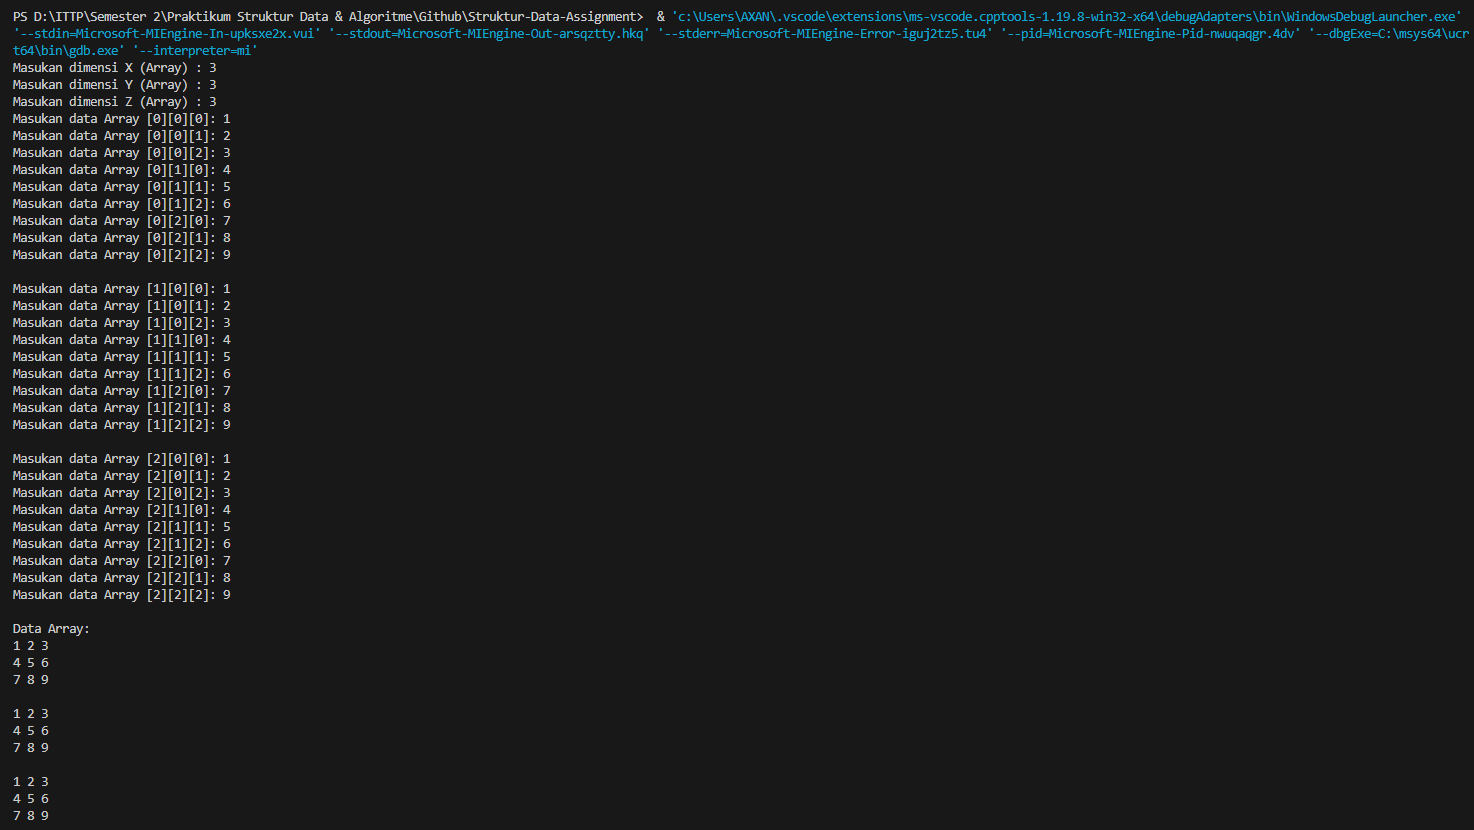 PS D:\ITTP\Semester 2\Praktikum Struktur Data & Algoritme\Github\Struktur-Data-Assignment>  & 'c:\Users\AXAN\.vscode\extensions\ms-vscode.cpptools-1.19.8-win32-x64\debugAdapters\bin\WindowsDebugLauncher.exe'
'--stdin=Microsoft-MIEngine-In-upksxe2x.vui' '--stdout=Microsoft-MIEngine-Out-arsqztty.hkq' '--stderr=Microsoft-MIEngine-Error-iguj2tz5.tu4' '--pid=Microsoft-MIEngine-Pid-nwuqaqgr.4dv' '--dbgExe=C:\msys64\ucr
t64\bin\gdb.exe' '--interpreter=mi'
Masukan dimensi X (Array) : 3
Masukan dimensi Y (Array) : 3
Masukan dimensi Z (Array) : 3
Masukan data Array [0][0][0]: 1
Masukan data Array [0][0][1]: 2
Masukan data Array [0][0][2]: 3
Masukan data Array [0][1][0]: 4
Masukan data Array [0][1][1]: 5
Masukan data Array [0][1][2]: 6
Masukan data Array [0][2][0]: 7
Masukan data Array [0][2][1]: 8
Masukan data Array [0][2][2]: 9

Masukan data Array [1][0][0]: 1
Masukan data Array [1][0][1]: 2
Masukan data Array [1][0][2]: 3
Masukan data Array [1][1][0]: 4
Masukan data Array [1][1][1]: 5
Masukan data Array [1][1][2]: 6
Masukan data Array [1][2][0]: 7
Masukan data Array [1][2][1]: 8
Masukan data Array [1][2][2]: 9

Masukan data Array [2][0][0]: 1
Masukan data Array [2][0][1]: 2
Masukan data Array [2][0][2]: 3
Masukan data Array [2][1][0]: 4
Masukan data Array [2][1][1]: 5
Masukan data Array [2][1][2]: 6
Masukan data Array [2][2][0]: 7
Masukan data Array [2][2][1]: 8
Masukan data Array [2][2][2]: 9

Data Array:
1 2 3
4 5 6
7 8 9

1 2 3
4 5 6
7 8 9

1 2 3
4 5 6
7 8 9